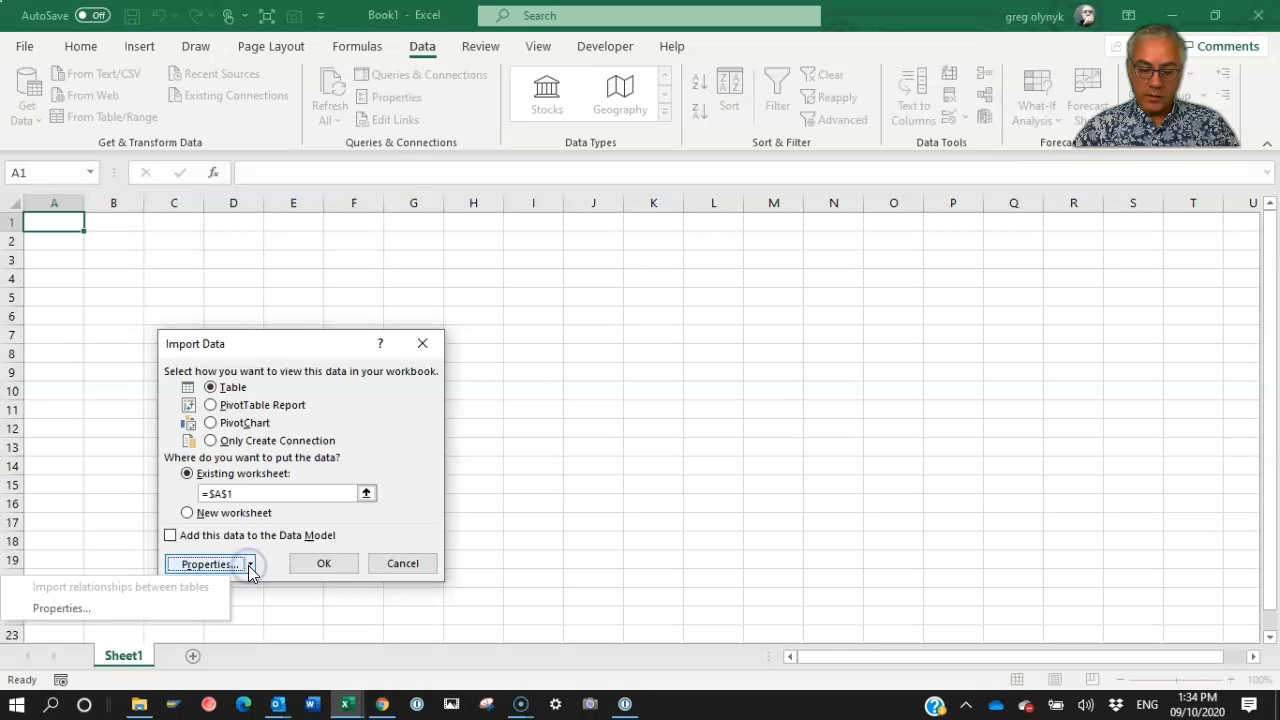 AutoSave Off Book1 - Excel Search greg olynyk
File Home Insert Draw Page Layout Formulas Data Review View Developer Help Comments
From Text/CSV Recent Sources Queries & Connections Clear
From Web Existing Connections Properties Reapply
From Table/Range Edit Links Advanced
Get Data Refresh All Stocks Geography Sort Filter Text to Columns What-If Analysis Forecast
Get & Transform Data Queries & Connections Data Types Sort & Filter Data Tools
A1 fx
A B C D E F G H I J K L M N O P Q R S T U
1
2
3
4
5
6
7
8
9
10
11
12
13
14
15
16
17
18
19
23
Import Data ?
Select how you want to view this data in your workbook.
Table
PivotTable Report
PivotChart
Only Create Connection
Where do you want to put the data?
Existing worksheet:
=$A$1
New worksheet
Add this data to the Data Model
Properties... OK Cancel
Import relationships between tables
Properties...
Sheet1
Ready 100%
ENG 1:34 PM
09/10/2020